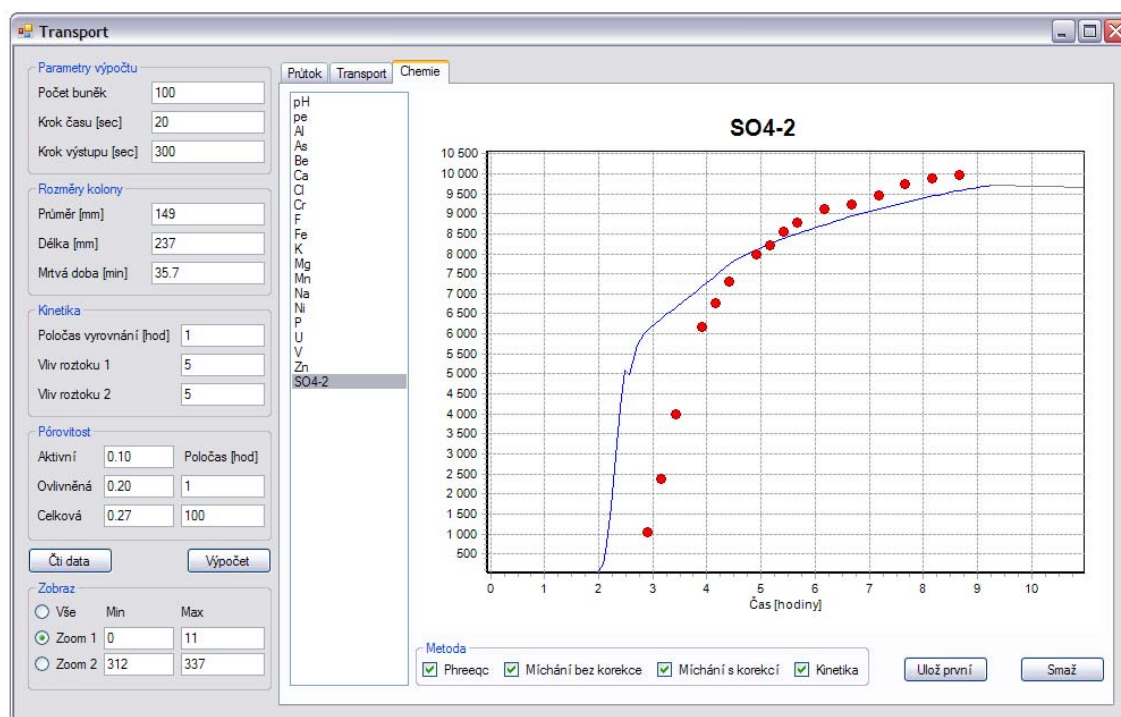 Transport
Parametry výpočtu
Počet buněk 100
Krok času [sec] 20
Krok výstupu [sec] 300
Rozměry kolony
Průměr [mm] 149
Délka [mm] 237
Mrtvá doba [min] 35.7
Kinetika
Poločas vyrovnání [hod] 1
Vliv roztoku 1 5
Vliv roztoku 2 5
Pórovitost
Aktivní 0.10 Poločas [hod]
Ovlivněná 0.20 1
Celková 0.27 100
Čti data Výpočet
Zobraz
Vše Min Max
Zoom 1 0 11
Zoom 2 312 337
Průtok Transport Chemie
pH
pe
Al
As
Be
Ca
Cl
Cr
F
Fe
K
Mg
Mn
Na
Ni
P
U
V
Zn
SO4-2
SO4-2
10 500
10 000
9 500
9 000
8 500
8 000
7 500
7 000
6 500
6 000
5 500
5 000
4 500
4 000
3 500
3 000
2 500
2 000
1 500
1 000
500
0 1 2 3 4 5 6 7 8 9 10
Čas [hodiny]
Metoda
Phreeqc Míchání bez korekce Míchání s korekcí Kinetika
Ulož první Smaž